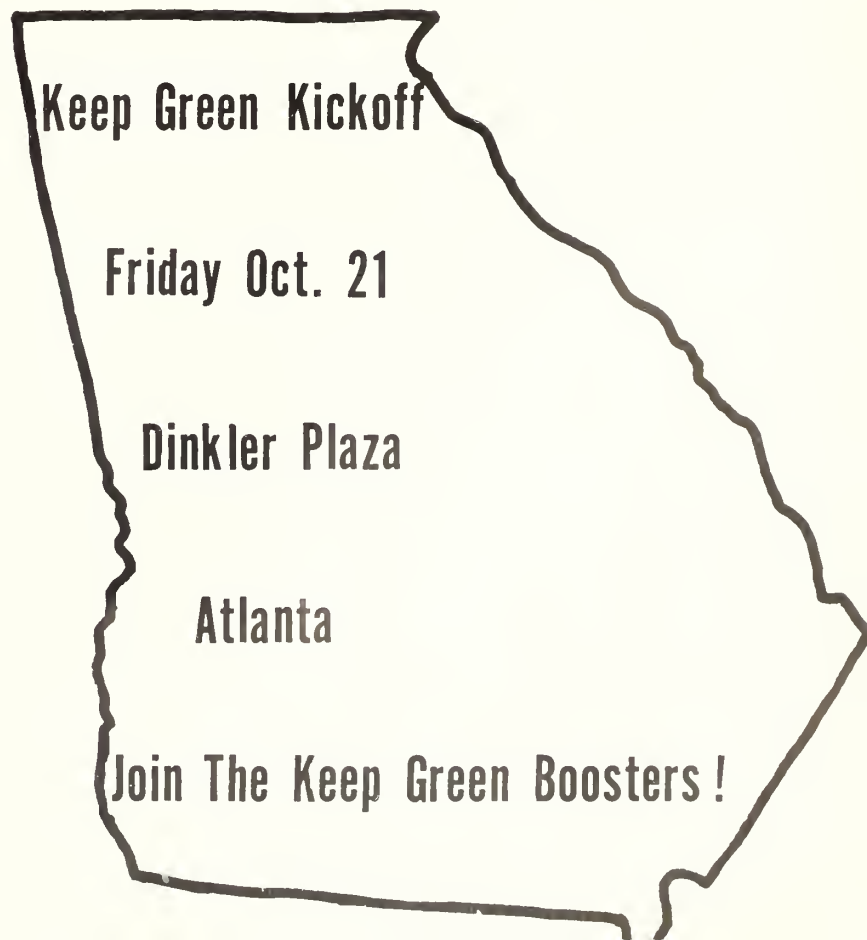 Keep Green Kickoff
Friday Oct. 21
Dinkler Plaza
Atlanta
Join The Keep Green Boosters!